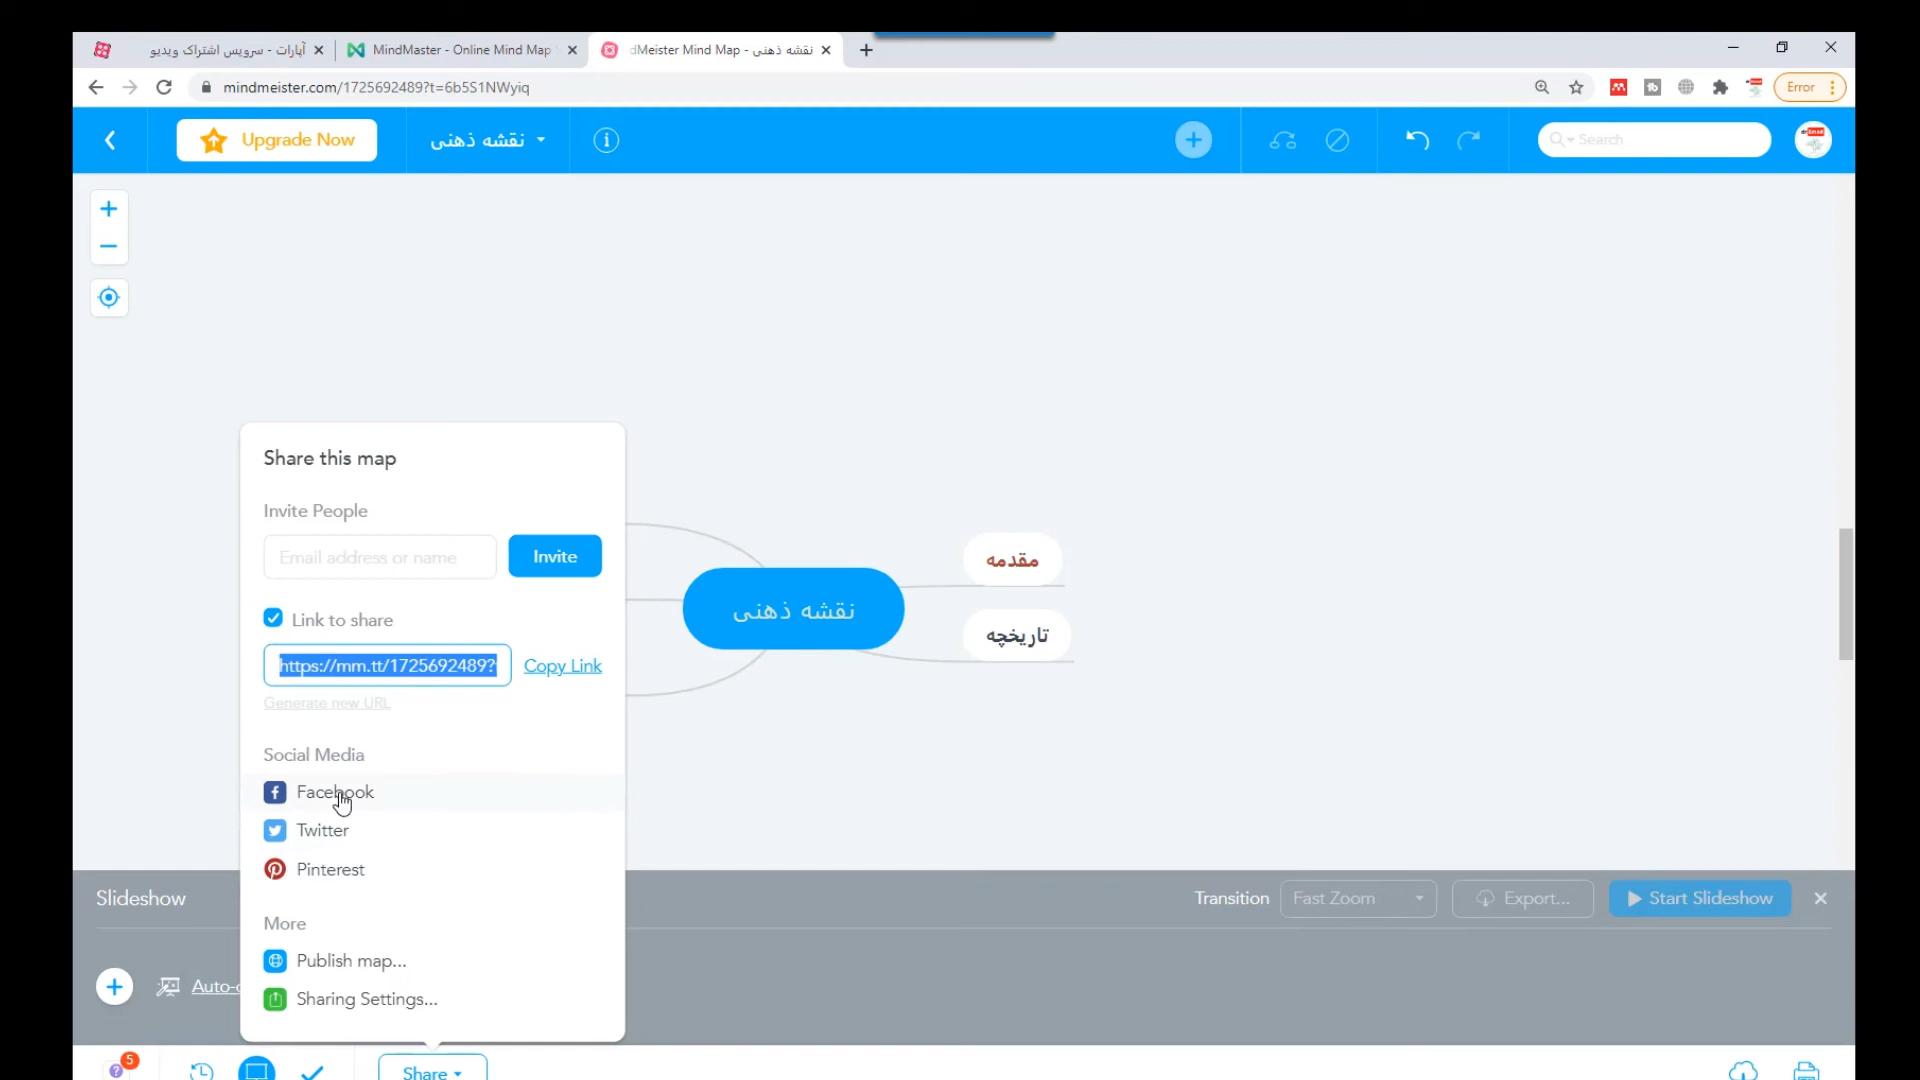 آپارات - سرویس اشتراک ویدیو
MindMaster - Online Mind Map
dMeister Mind Map - نقشه ذهنی
mindmeister.com/1725692489?t=6b5S1NWyiq
Error
Upgrade Now
نقشه ذهنی
Search
Share this map
Invite People
Email address or name
Invite
Link to share
https://mm.tt/1725692489?
Copy Link
Generate new URL
Social Media
Facebook
Twitter
Pinterest
More
Publish map...
Sharing Settings...
نقشه ذهنی
مقدمه
تاریخچه
Slideshow
Transition
Fast Zoom
Export...
Start Slideshow
Auto-
5
Share